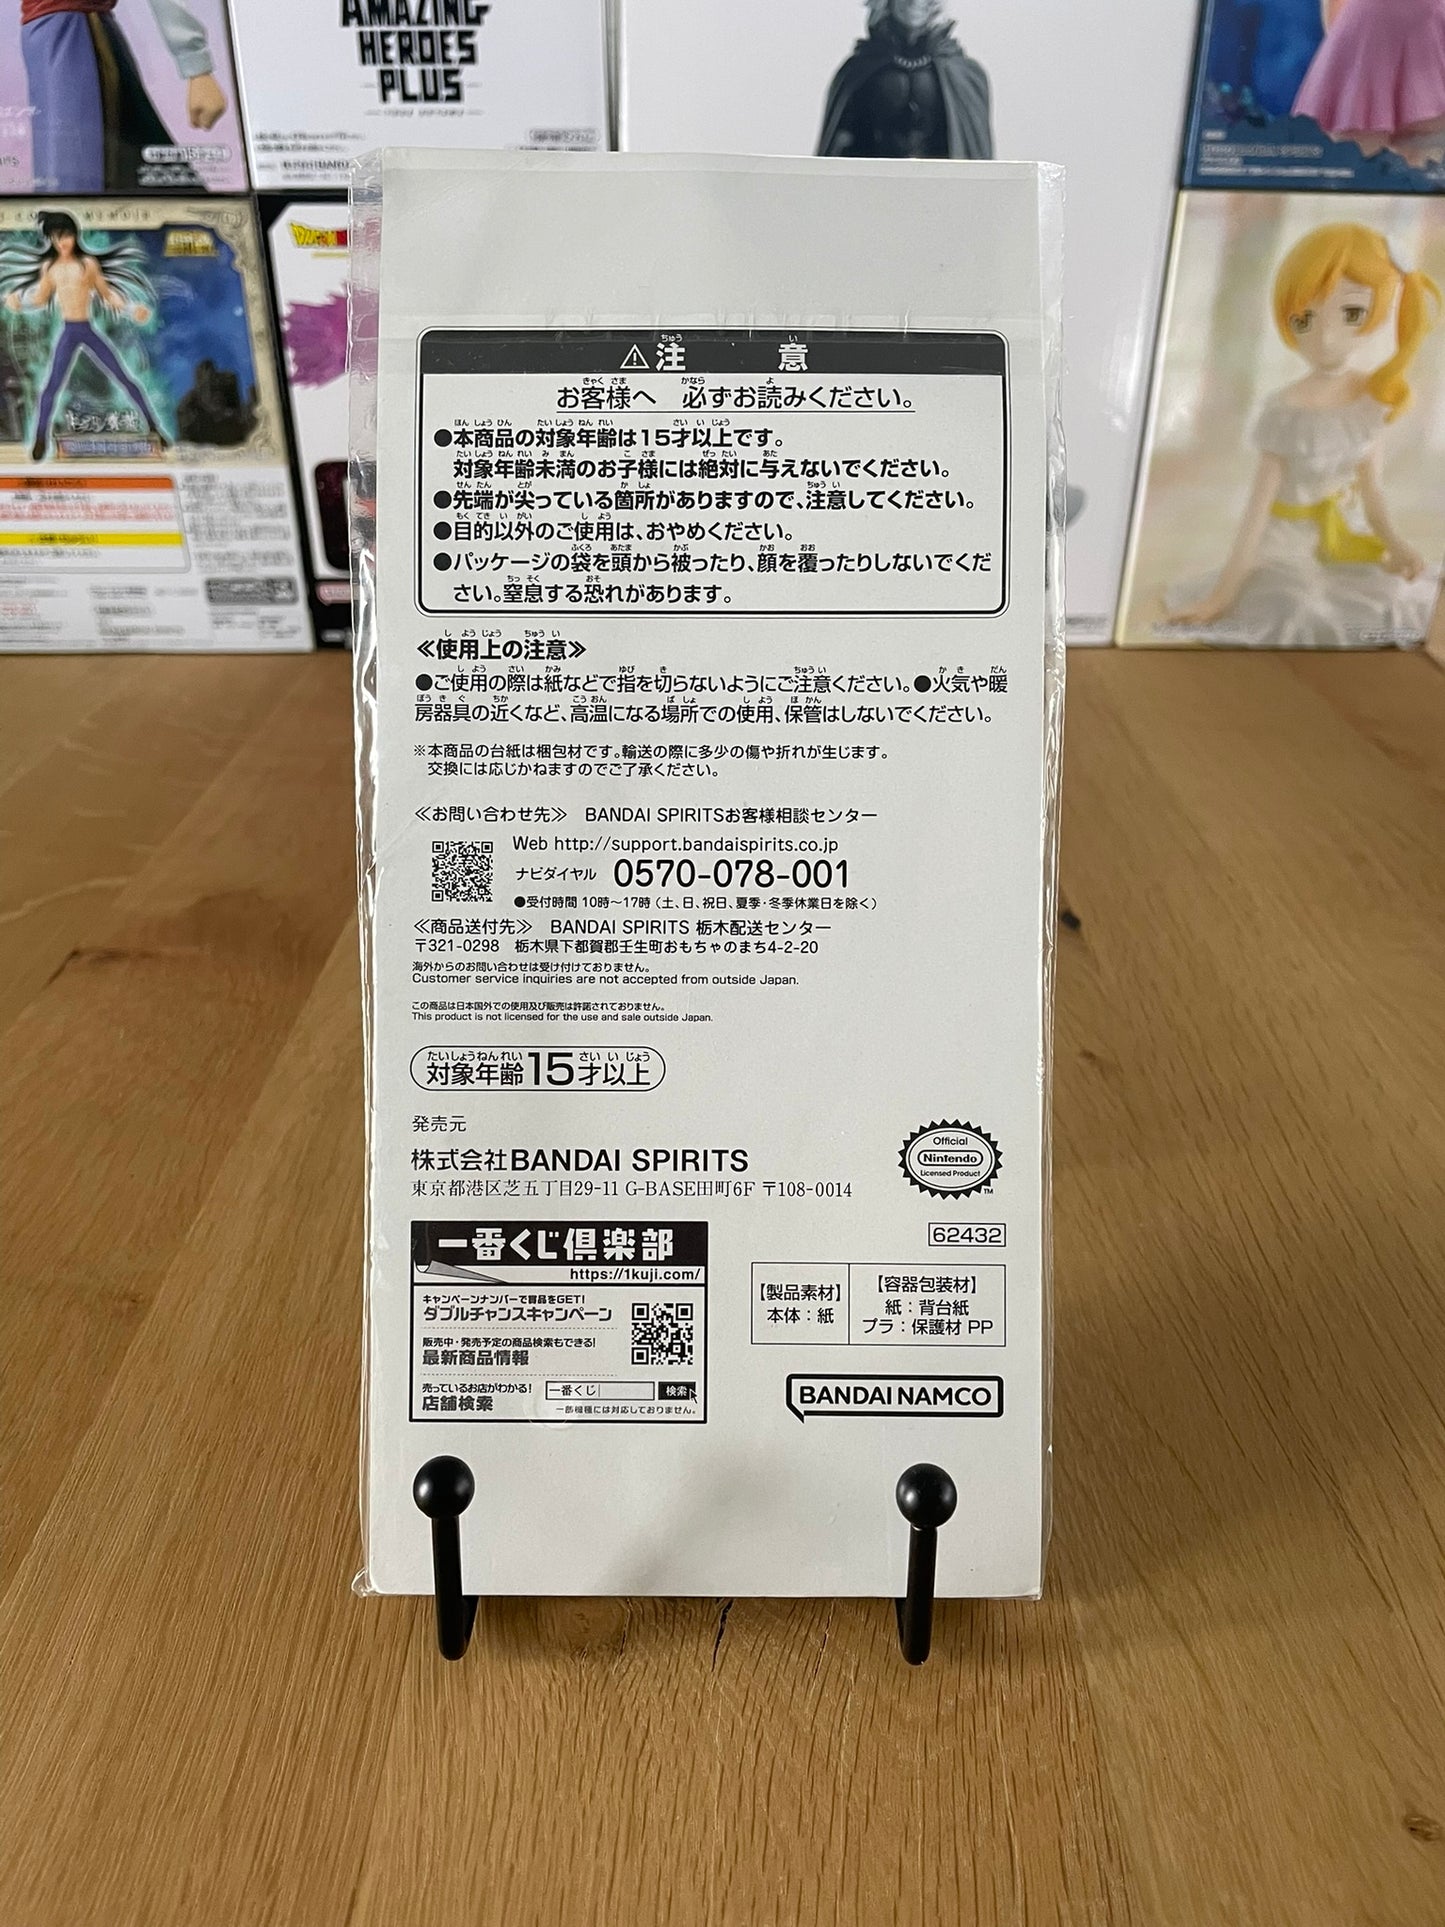 AMAZING
HEROES
PLUS
注意
お客様へ 必ずお読みください。
●本商品の対象年齢は15才以上です。
対象年齢未満のお子様には絶対に与えないでください。
●先端が尖っている箇所がありますので、注意してください。
●目的以外のご使用は、おやめください。
●パッケージの袋を頭から被ったり、顔を覆ったりしないでくだ
さい。窒息する恐れがあります。
≪使用上の注意≫
●ご使用の際は紙などで指を切らないようにご注意ください。●火気や暖
房器具の近くなど、高温になる場所での使用、保管はしないでください。
※本商品の台紙は梱包材です。輸送の際に多少の傷や折れが生じます。
交換には応じかねますのでご了承ください。
≪お問い合わせ先≫ BANDAI SPIRITSお客様相談センター
Web http://support.bandaispirits.co.jp
ナビダイヤル 0570-078-001
●受付時間 10時～17時（土、日、祝日、夏季・冬季休業日を除く）
≪商品送付先≫ BANDAI SPIRITS 栃木配送センター
〒321-0298 栃木県下都賀郡壬生町おもちゃのまち4-2-20
海外からのお問い合わせは受け付けておりません。
Customer service inquiries are not accepted from outside Japan.
この商品は日本国外での使用及び販売は許諾されておりません。
This product is not licensed for the use and sale outside Japan.
対象年齢15才以上
発売元
株式会社BANDAI SPIRITS
東京都港区芝五丁目29-11 G-BASE田町6F 〒108-0014
Official
Nintendo
Licensed Product
TM
62432
一番くじ倶楽部
https://1kuji.com/
キャンペーンナンバーで賞品をGET!
ダブルチャンスキャンペーン
販売中・発売予定の商品検索もできる!
最新商品情報
売っているお店がわかる!
店舗検索
一番くじ 検索
一部機種には対応しておりません。
【製品素材】
本体：紙
【容器包装材】
紙：背台紙
プラ：保護材 PP
BANDAI NAMCO